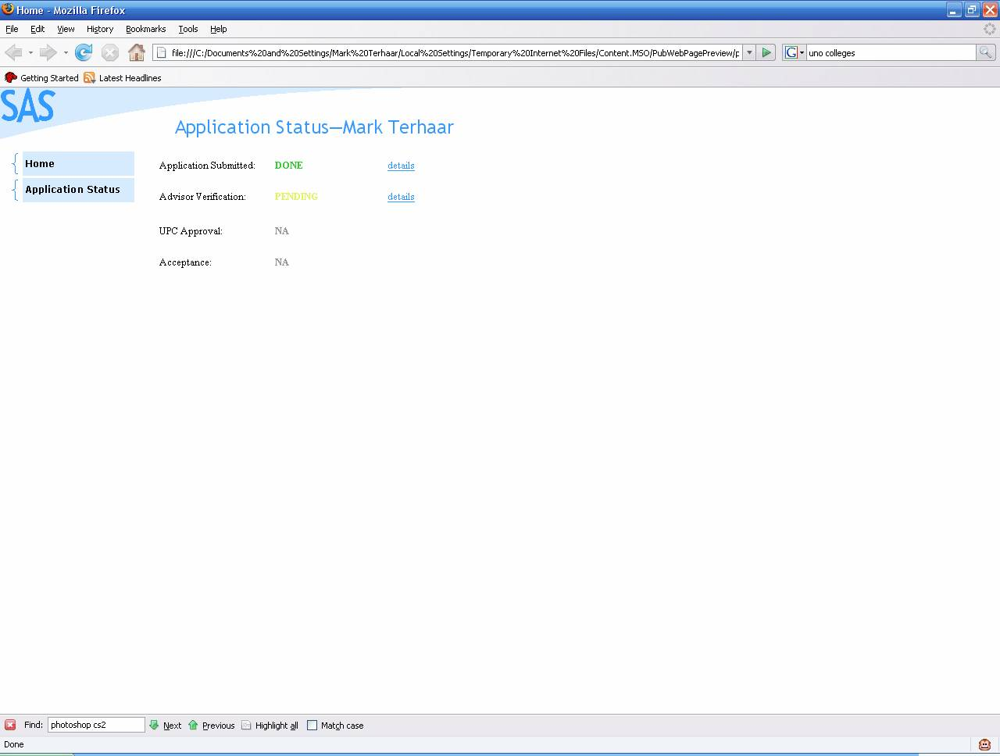 Home - Mozilla Firefox
File Edit View History Bookmarks Tools Help
file:///C:/Documents%20and%20Settings/Mark%20Terhaar/Local%20Settings/Temporary%20Internet%20Files/Content.MSO/PubWebPagePreview/p
G uno colleges
Getting Started Latest Headlines
SAS
Application Status—Mark Terhaar
Home
Application Status
Application Submitted: DONE details
Advisor Verification: PENDING details
UPC Approval: NA
Acceptance: NA
Find: photoshop cs2 Next Previous Highlight all Match case
Done